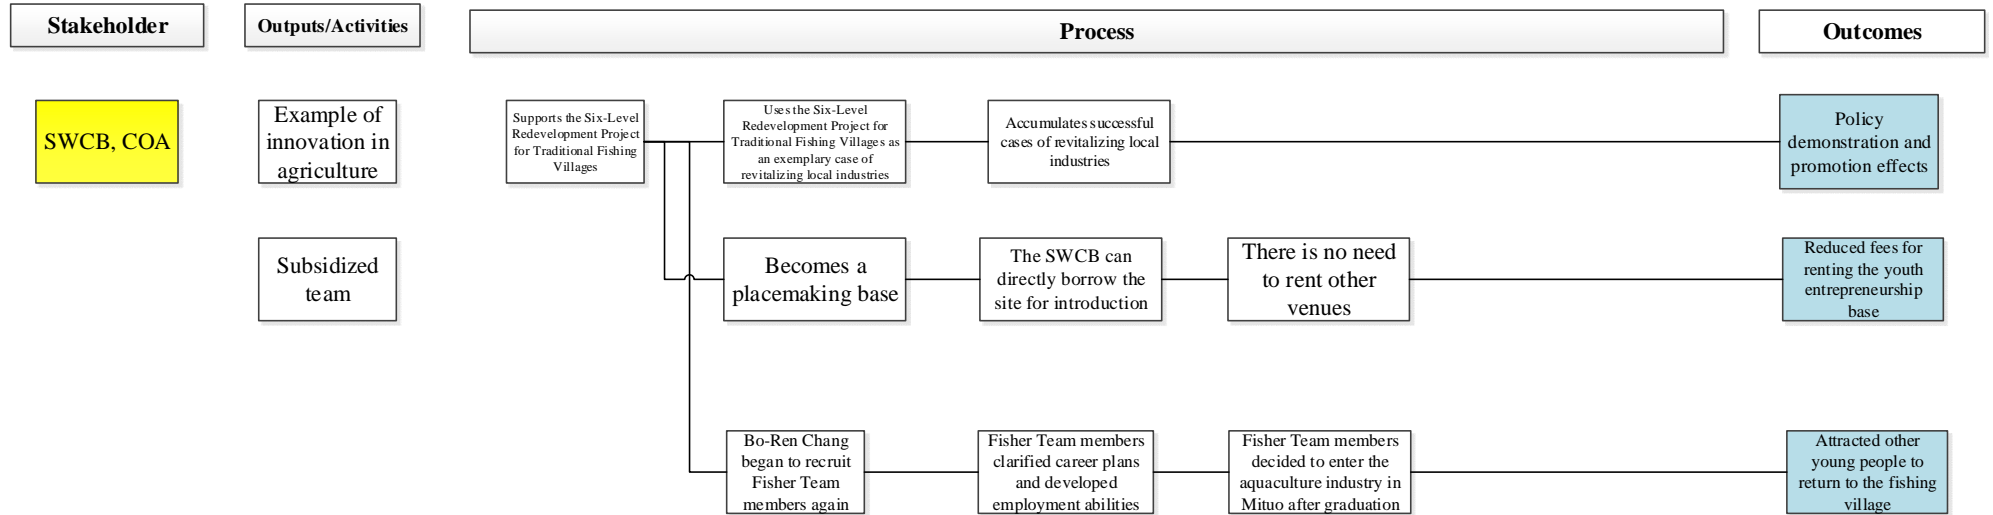 Stakeholder
Outputs/Activities
Process
Outcomes
SWCB, COA
Example of
innovation in
agriculture
Supports the Six-Level
Redevelopment Project
for Traditional Fishing
Villages
Uses the Six-Level
Redevelopment Project for
Traditional Fishing Villages as
an exemplary case of
revitalizing local industries
Accumulates successful
cases of revitalizing local
industries
Policy
demonstration and
promotion effects
Subsidized
team
Becomes a
placemaking base
The SWCB can
directly borrow the
site for introduction
There is no need
to rent other
venues
Reduced fees for
renting the youth
entrepreneurship
base
Bo-Ren Chang
began to recruit
Fisher Team
members again
Fisher Team members
clarified career plans
and developed
employment abilities
Fisher Team members
decided to enter the
aquaculture industry in
Mituo after graduation
Attracted other
young people to
return to the fishing
village